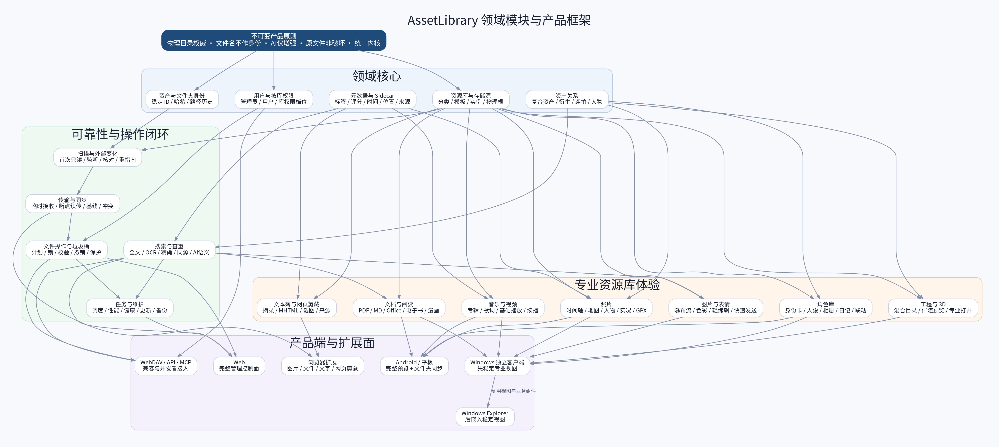 AssetLibrary 领域模块与产品框架
不可变产品原则
物理目录权威 · 文件名不作身份 · AI仅增强 · 原文件非破坏 · 统一内核
领域核心
资产与文件夹身份
稳定 ID / 哈希 / 路径历史
用户与按库权限
管理员 / 用户 / 库权限档位
元数据与 Sidecar
标签 / 评分 / 时间 / 位置 / 来源
资源库与存储源
分类 / 模板 / 实例 / 物理根
资产关系
复合资产 / 衍生 / 连拍 / 人物
可靠性与操作闭环
扫描与外部变化
首次只读 / 监听 / 核对 / 重指向
传输与同步
临时接收 / 断点续传 / 基线 / 冲突
文件操作与垃圾桶
计划 / 锁 / 校验 / 撤销 / 保护
搜索与查重
全文 / OCR / 精确 / 同源 / AI语义
任务与维护
调度 / 性能 / 健康 / 更新 / 备份
专业资源库体验
文本簿与网页剪藏
摘录 / MHTML / 截图 / 来源
文档与阅读
PDF / MD / Office / 电子书 / 漫画
音乐与视频
专辑 / 歌词 / 基础播放 / 续播
照片
时间轴 / 地图 / 人物 / 实况 / GPX
图片与表情
瀑布流 / 色彩 / 轻编辑 / 快速发送
角色库
身份卡 / 人设 / 相册 / 日记 / 联动
工程与 3D
混合目录 / 伴随预览 / 专业打开
产品端与扩展面
WebDAV / API / MCP
兼容与开发者接入
Web
完整管理控制面
浏览器扩展
图片 / 文件 / 文字 / 网页剪藏
Android / 平板
完整预览 + 文件夹同步
Windows 独立客户端
先稳定专业视图
复用视图与业务组件
Windows Explorer
后嵌入稳定视图